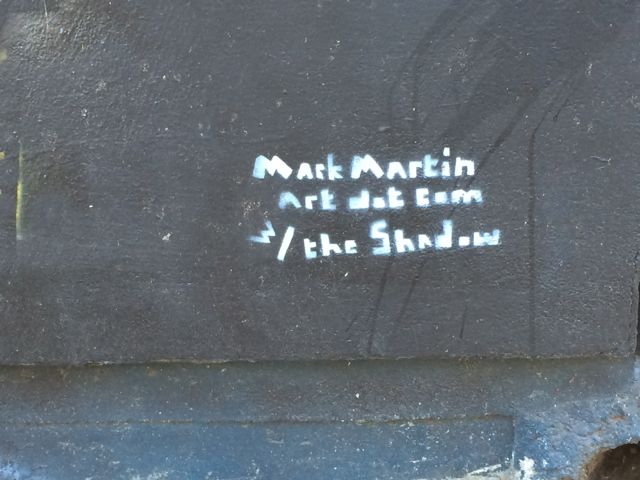 Mark Martin
Art dot com
w/ the Shadow